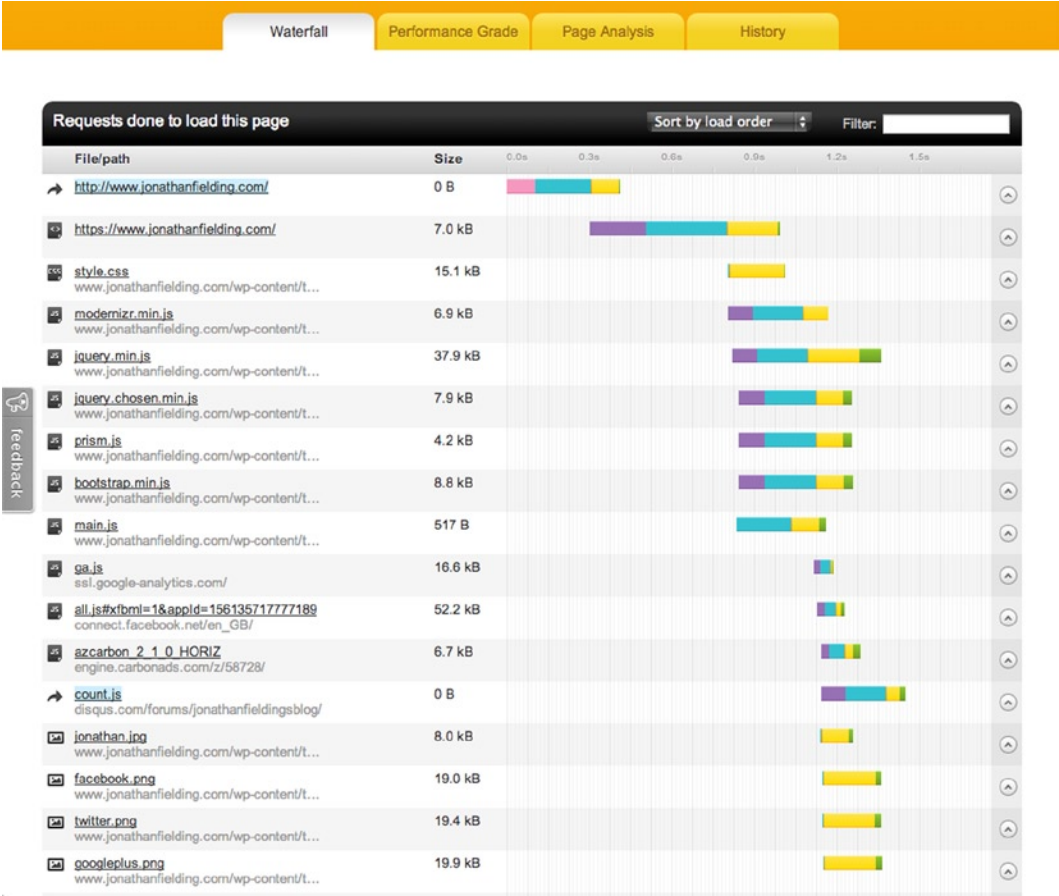 Waterfall
Performance Grade
Page Analysis
History
Requests done to load this page
Sort by load order
Filter:
File/path
Size
0.0s
0.3s
0.6s
0.9s
1.2s
1.5s
http://www.jonathanfielding.com/
0 B
https://www.jonathanfielding.com/
7.0 kB
style.css
15.1 kB
www.jonathanfielding.com/wp-content/t...
modernizr.min.js
6.9 kB
www.jonathanfielding.com/wp-content/t...
jquery.min.js
37.9 kB
www.jonathanfielding.com/wp-content/t...
jquery.chosen.min.js
7.9 kB
www.jonathanfielding.com/wp-content/t...
prism.js
4.2 kB
www.jonathanfielding.com/wp-content/t...
bootstrap.min.js
8.8 kB
www.jonathanfielding.com/wp-content/t...
main.js
517 B
www.jonathanfielding.com/wp-content/t...
ga.js
16.6 kB
ssl.google-analytics.com/
all.js#xfbml=1&appId=156135717777189
52.2 kB
connect.facebook.net/en_GB/
azcarbon_2_1_0_HORIZ
6.7 kB
engine.carbonads.com/z/58728/
count.js
0 B
disqus.com/forums/jonathanfieldingsblog/
jonathan.jpg
8.0 kB
www.jonathanfielding.com/wp-content/t...
facebook.png
19.0 kB
www.jonathanfielding.com/wp-content/t...
twitter.png
19.4 kB
www.jonathanfielding.com/wp-content/t...
googleplus.png
19.9 kB
www.jonathanfielding.com/wp-content/t...
feedback